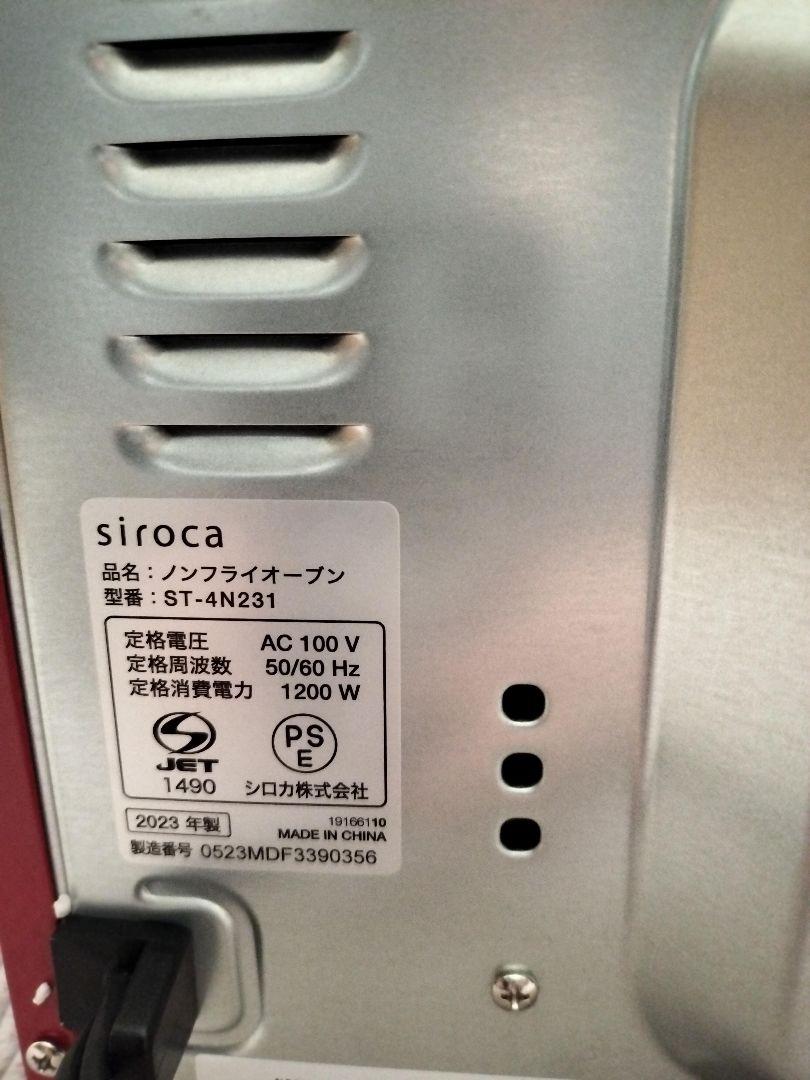 siroca
品名：ノンフライオーブン
型番：ST-4N231
定格電圧 AC 100 V
定格周波数 50/60 Hz
定格消費電力 1200 W
JET
1490
PS
E
シロカ株式会社
2023 年製
19166110
MADE IN CHINA
製造番号 0523MDF3390356